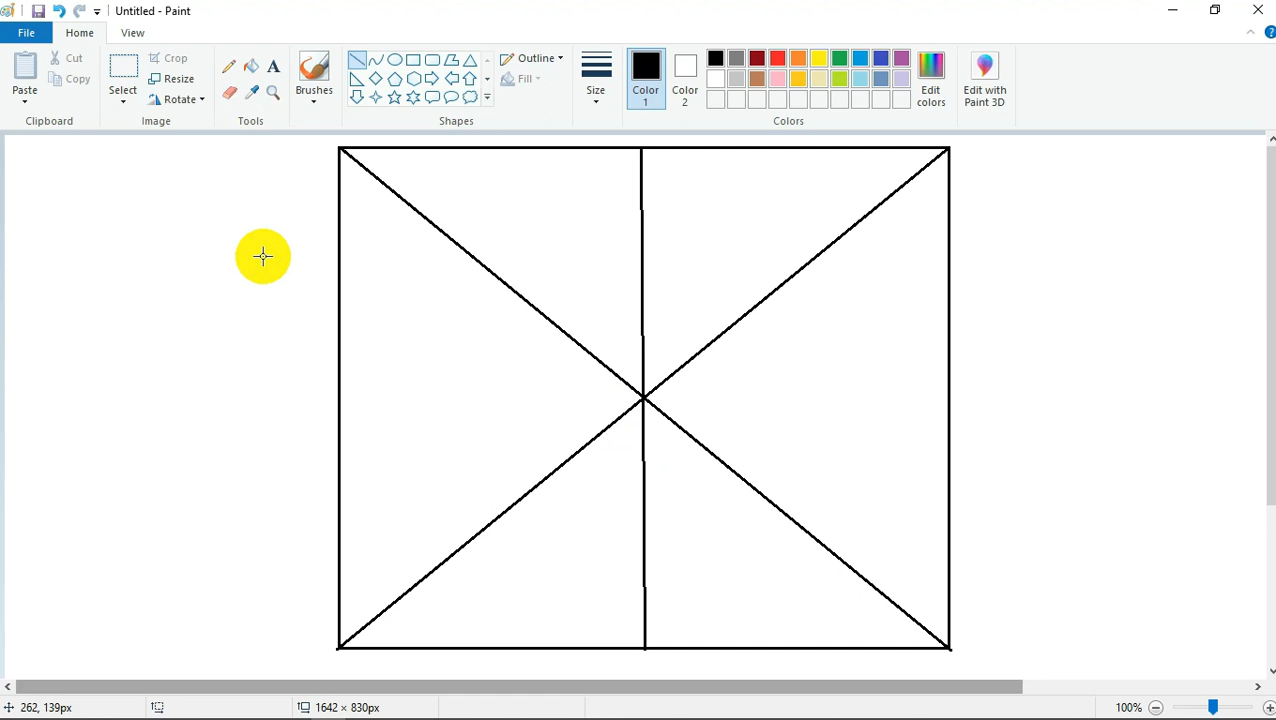 Untitled - Paint
File Home View
Paste
Cut
Copy
Clipboard
Select
Crop
Resize
Rotate
Image
A
Tools
Brushes
Shapes
Outline
Fill
Size
Color 1
Color 2
Colors
Edit colors
Edit with Paint 3D
262, 139px
1642 × 830px
100%